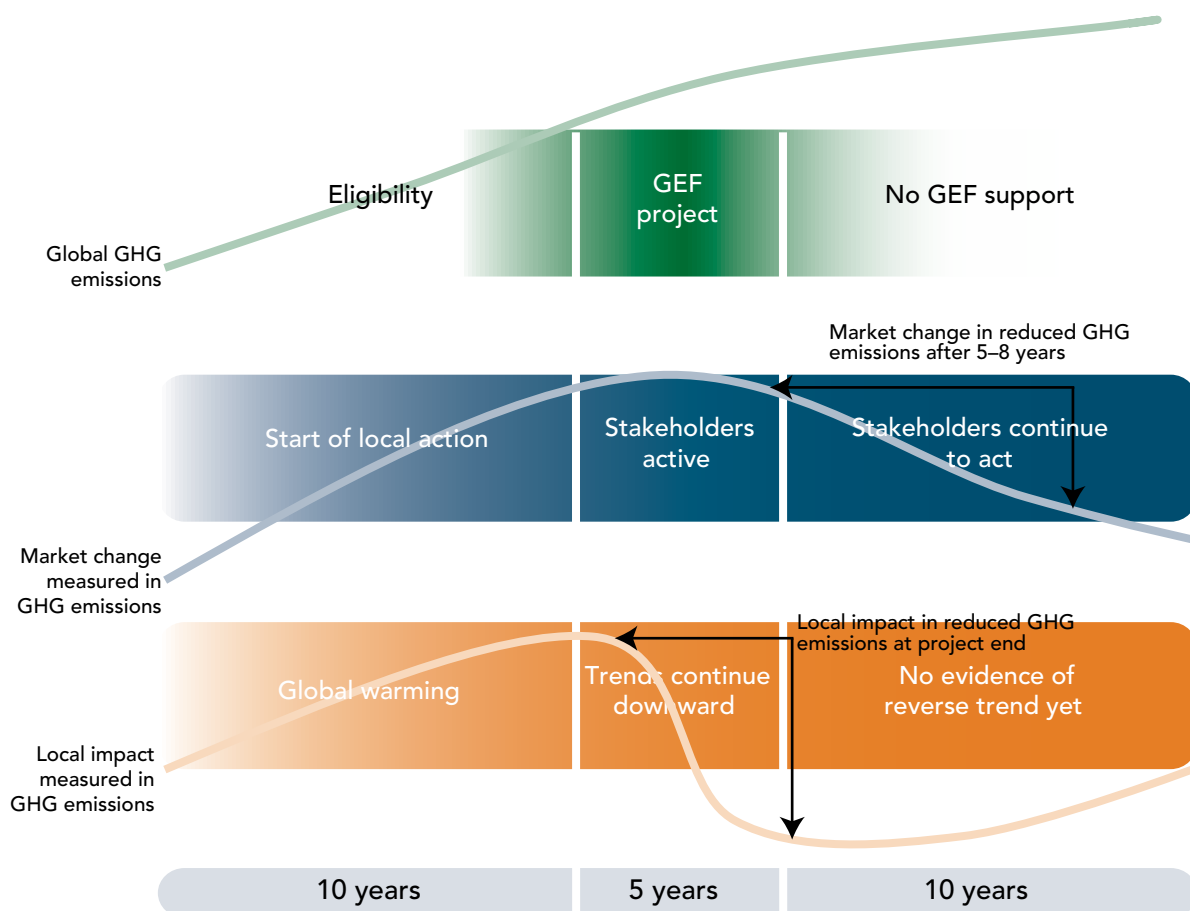 Eligibility
GEF
project
No GEF support
Global GHG
emissions
Market change in reduced GHG
emissions after 5–8 years
Start of local action
Stakeholders
active
Stakeholders continue
to act
Market change
measured in
GHG emissions
Local impact in reduced GHG
emissions at project end
Global warming
Trends continue
downward
No evidence of
reverse trend yet
Local impact
measured in
GHG emissions
10 years
5 years
10 years